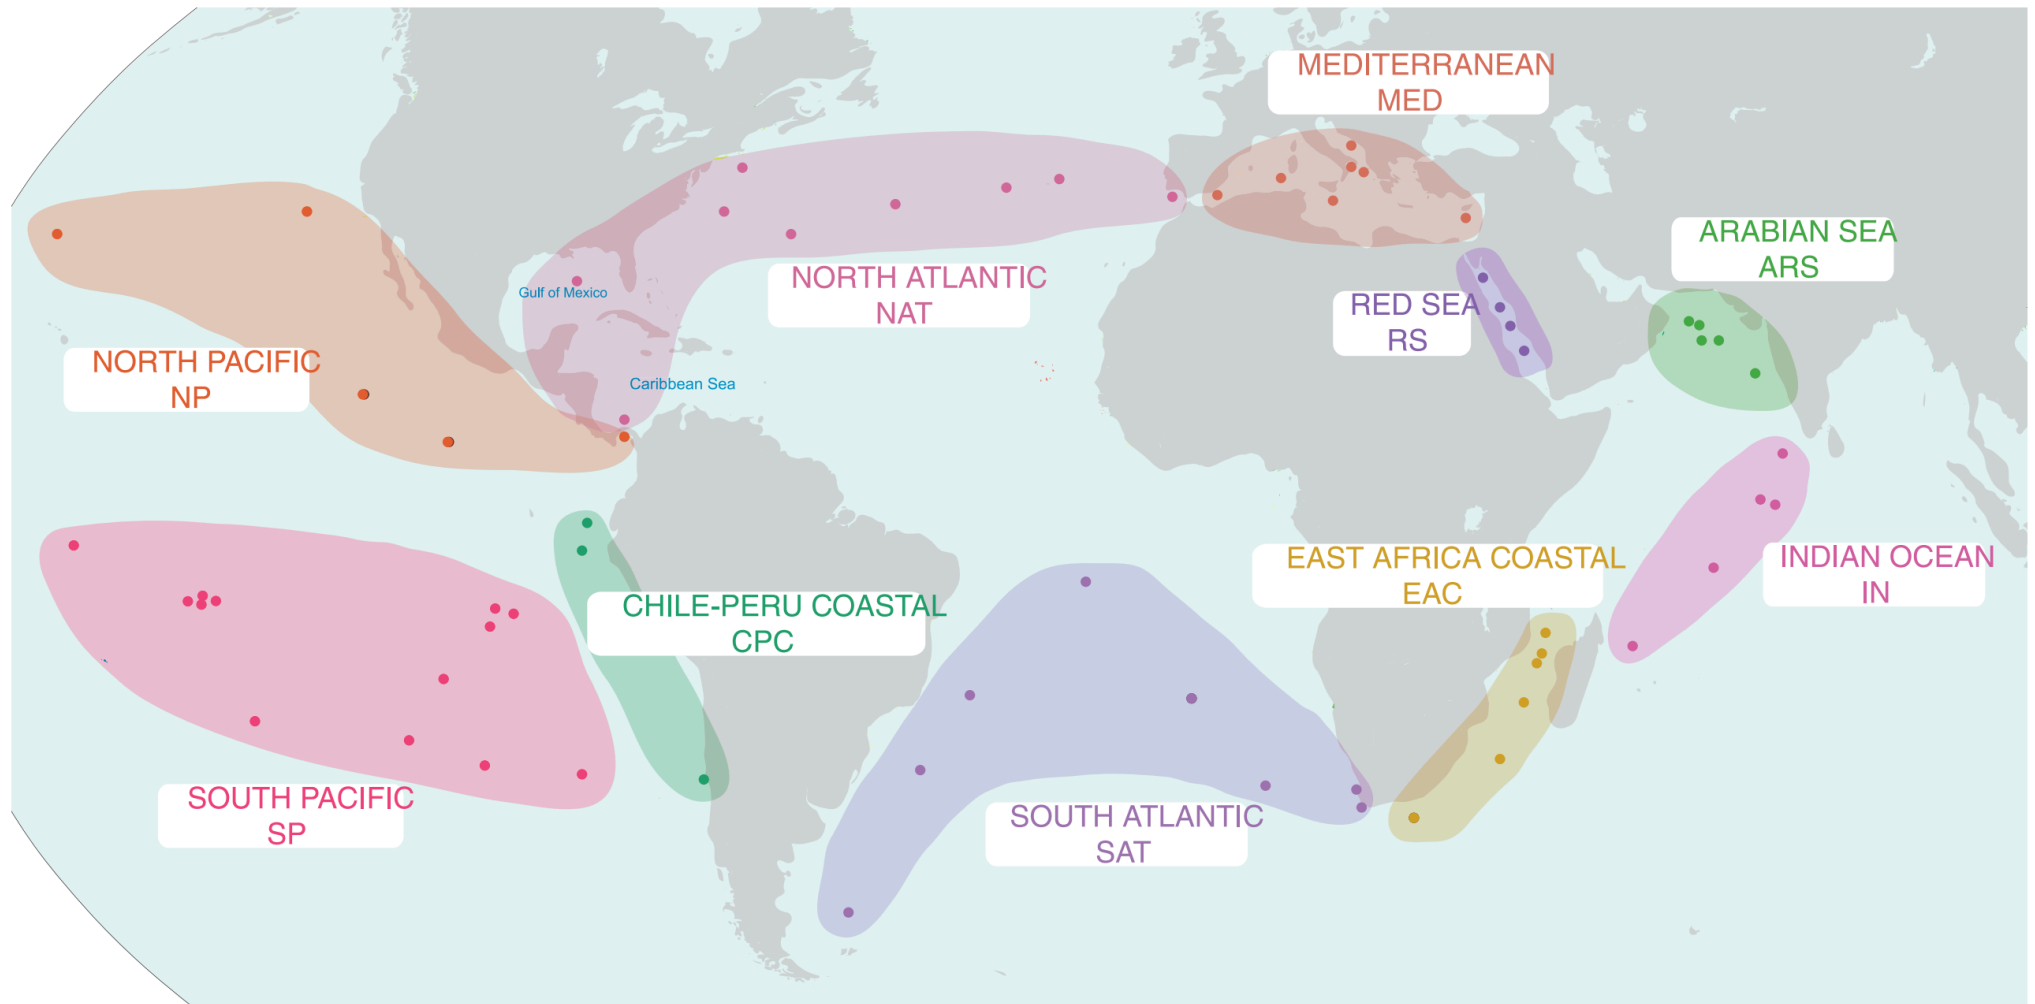 MEDITERRANEAN
MED
ARABIAN SEA
ARS
NORTH ATLANTIC
NAT
Gulf of Mexico
RED SEA
RS
NORTH PACIFIC
NP
Caribbean Sea
EAST AFRICA COASTAL
EAC
INDIAN OCEAN
IN
CHILE-PERU COASTAL
CPC
SOUTH PACIFIC
SP
SOUTH ATLANTIC
SAT